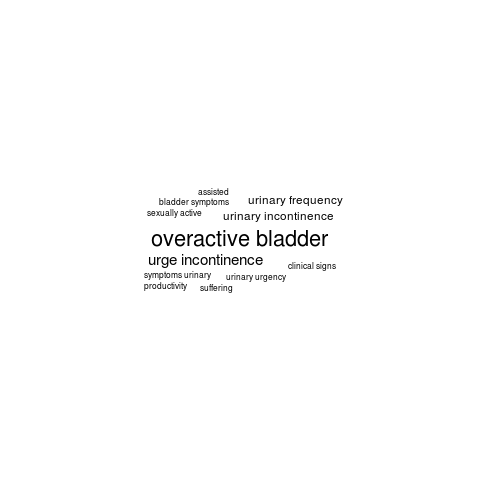 assisted
bladder symptoms
urinary frequency
sexually active
urinary incontinence
overactive bladder
urge incontinence
clinical signs
symptoms urinary
urinary urgency
productivity
suffering